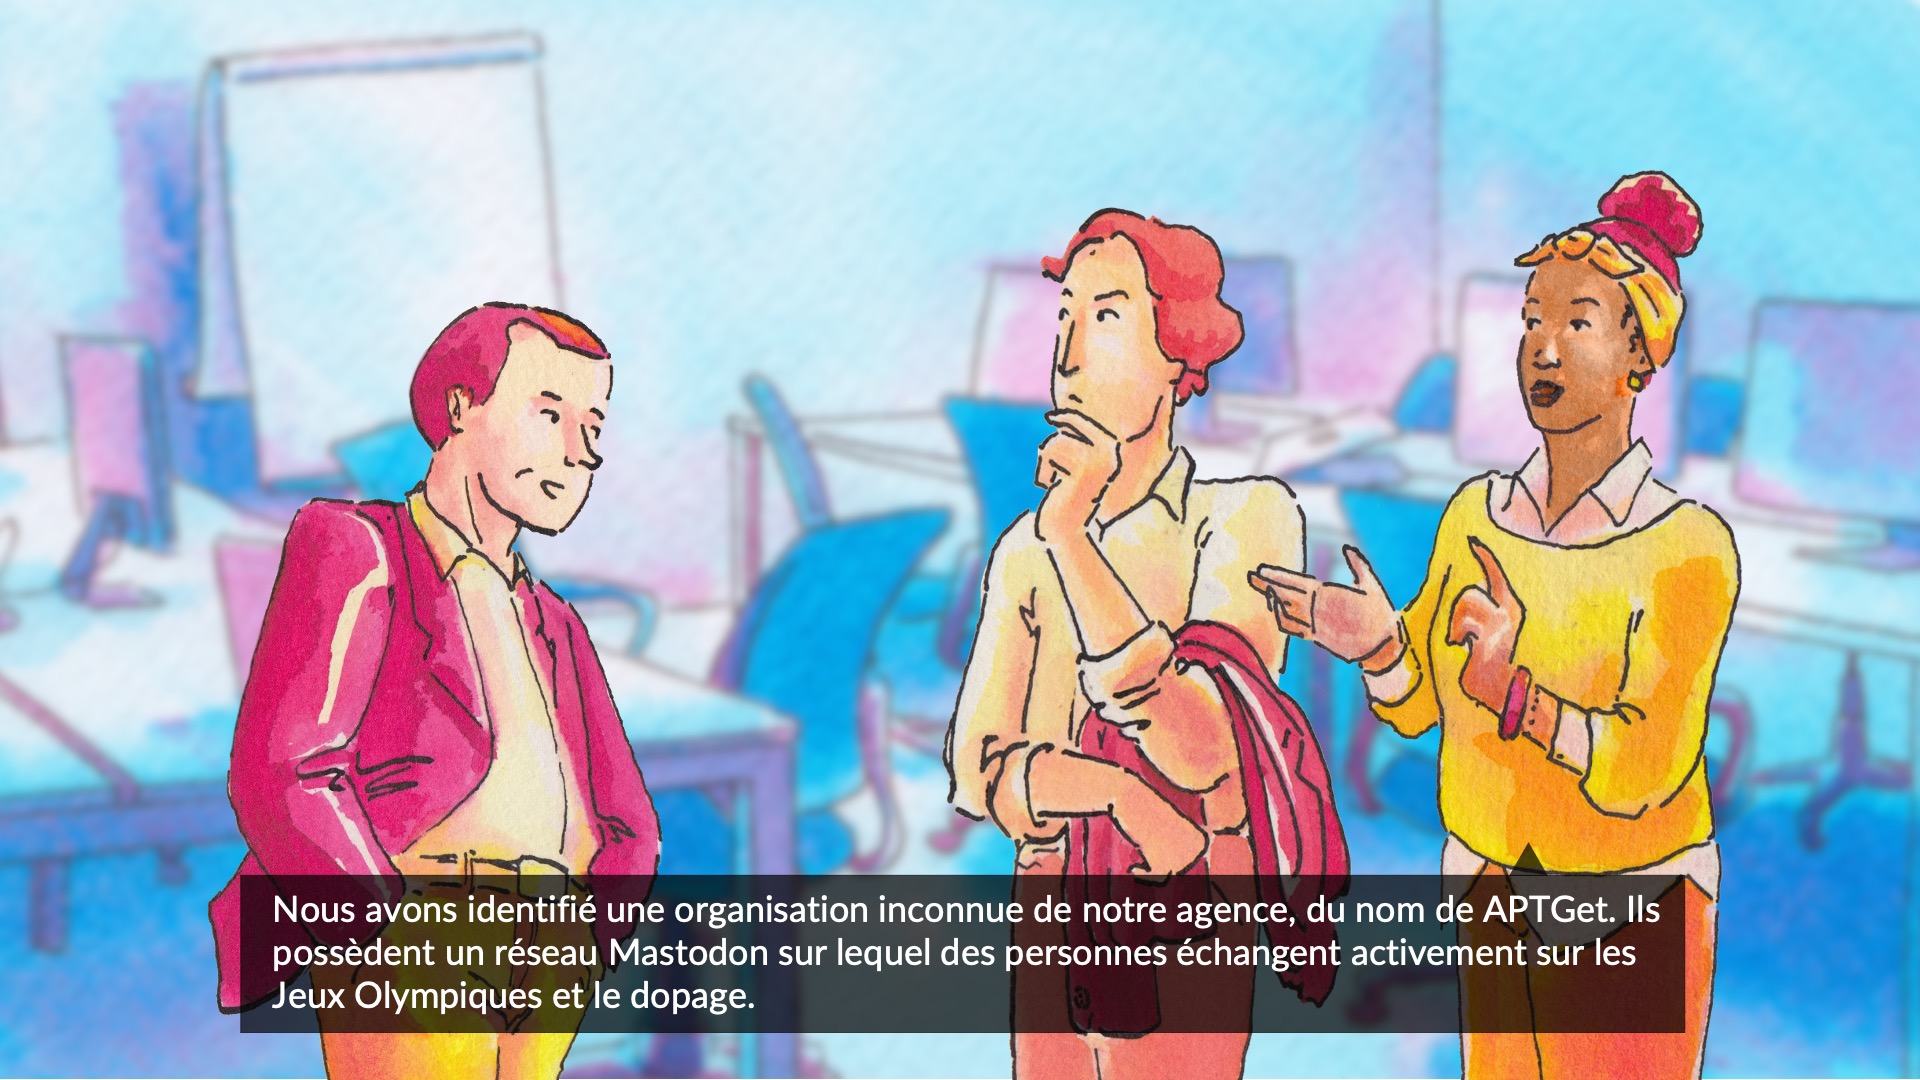 Nous avons identifié une organisation inconnue de notre agence, du nom de APTGet. Ils
possèdent un réseau Mastodon sur lequel des personnes échangent activement sur les
Jeux Olympiques et le dopage.